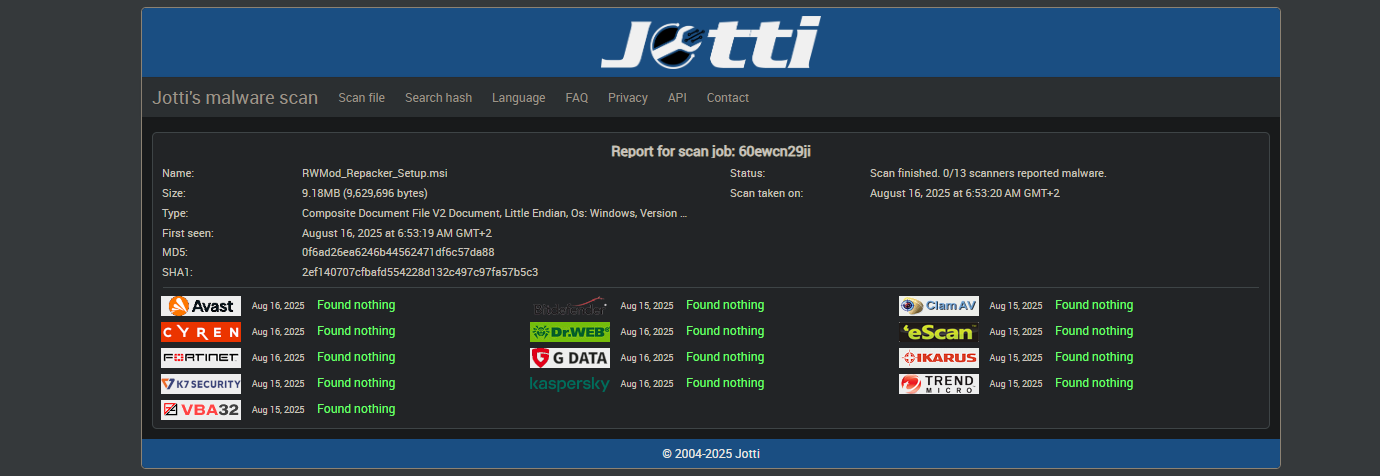 Jotti
Jotti's malware scan Scan file Search hash Language FAQ Privacy API Contact
Report for scan job: 60ewcn29ji
Name: RWMod_Repacker_Setup.msi Status: Scan finished. 0/13 scanners reported malware.
Size: 9.18MB (9,629,696 bytes) Scan taken on: August 16, 2025 at 6:53:20 AM GMT+2
Type: Composite Document File V2 Document, Little Endian, Os: Windows, Version ...
First seen: August 16, 2025 at 6:53:19 AM GMT+2
MD5: 0f6ad26ea6246b44562471df6c57da88
SHA1: 2ef140707cfbafd554228d132c497c97fa57b5c3
Avast Aug 16, 2025 Found nothing Bitdefender Aug 15, 2025 Found nothing Clam AV Aug 15, 2025 Found nothing
CYREN Aug 16, 2025 Found nothing Dr.WEB Aug 16, 2025 Found nothing eScan Aug 15, 2025 Found nothing
FORTINET Aug 16, 2025 Found nothing G DATA Aug 16, 2025 Found nothing IKARUS Aug 15, 2025 Found nothing
K7 SECURITY Aug 15, 2025 Found nothing kaspersky Aug 16, 2025 Found nothing TREND MICRO Aug 15, 2025 Found nothing
VBA32 Aug 15, 2025 Found nothing
© 2004-2025 Jotti